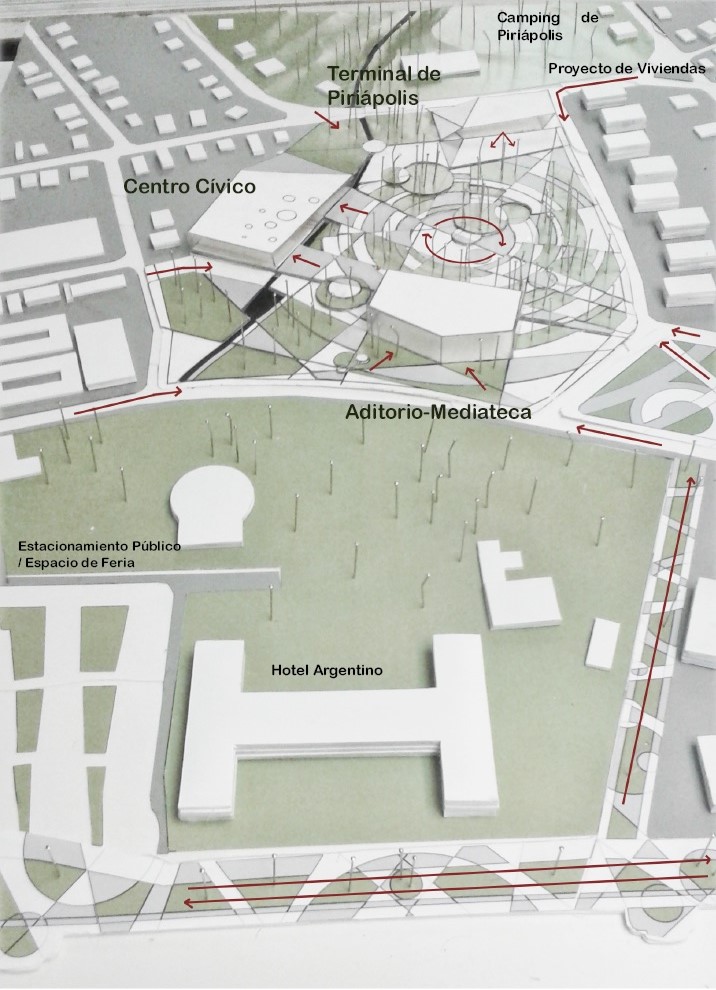 Camping de
Piriápolis
Proyecto de Viviendas
Terminal de
Piriápolis
Centro Cívico
Aditorio-Mediateca
Estacionamiento Público
/ Espacio de Feria
Hotel Argentino